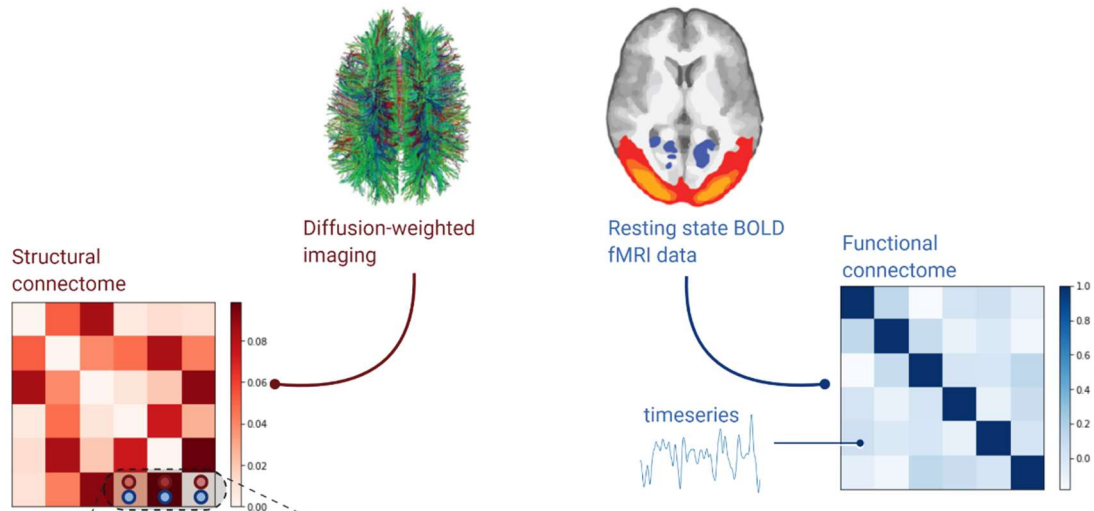 Diffusion-weighted
imaging
Resting state BOLD
fMRI data
Structural
connectome
Functional
connectome
0.08
0.06
0.04
0.02
0.00
timeseries
1.0
0.8
0.6
0.4
0.2
0.0